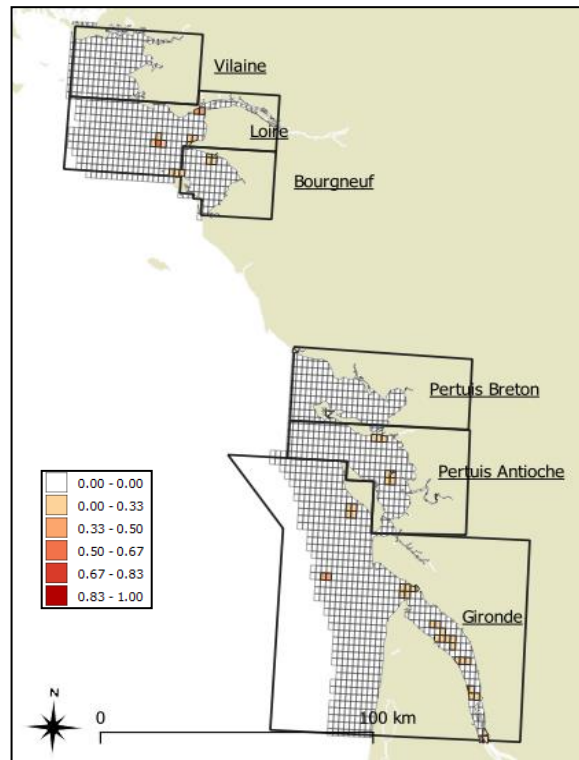 Vilaine
Loire
Bourgneuf
Pertuis Breton
Pertuis Antioche
0.00 - 0.00
0.00 - 0.33
0.33 - 0.50
0.50 - 0.67
0.67 - 0.83
0.83 - 1.00
Gironde
N
0 100 km